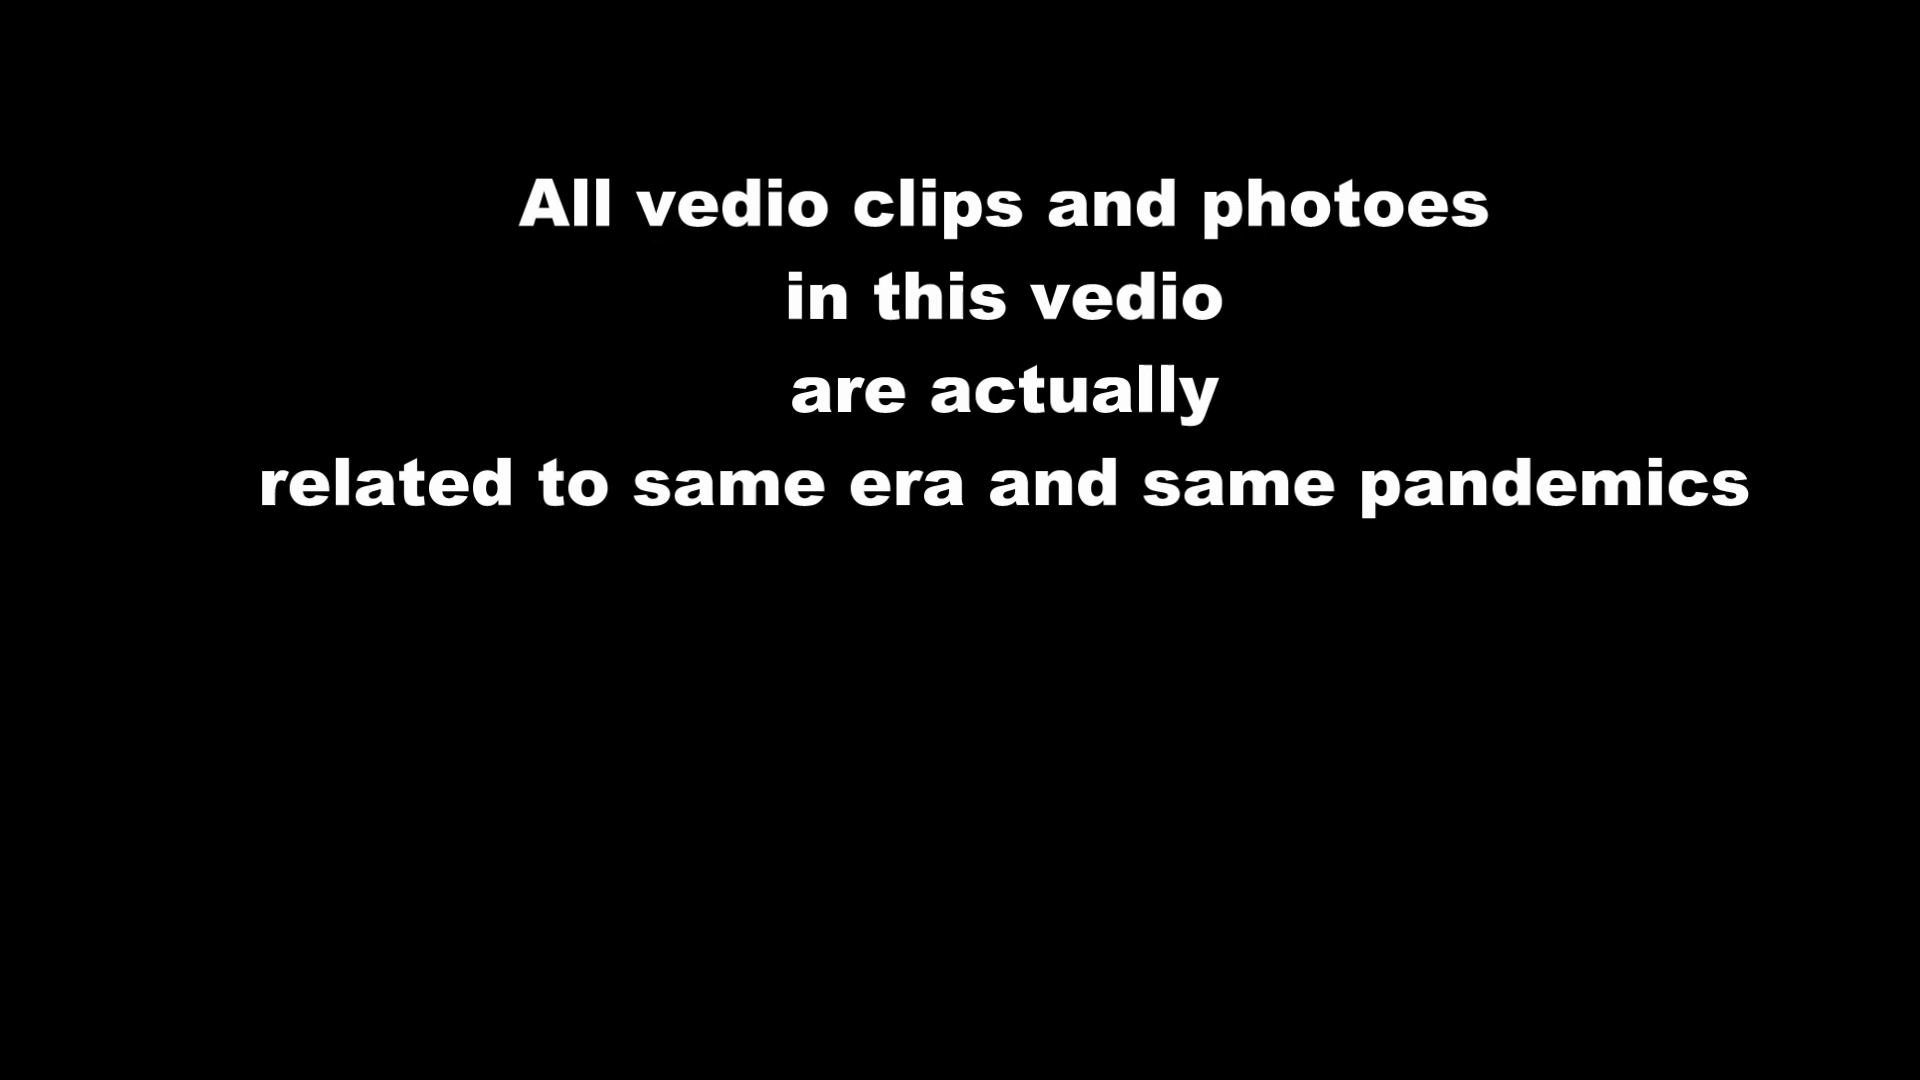 All vedio clips and photoes
in this vedio
are actually
related to same era and same pandemics